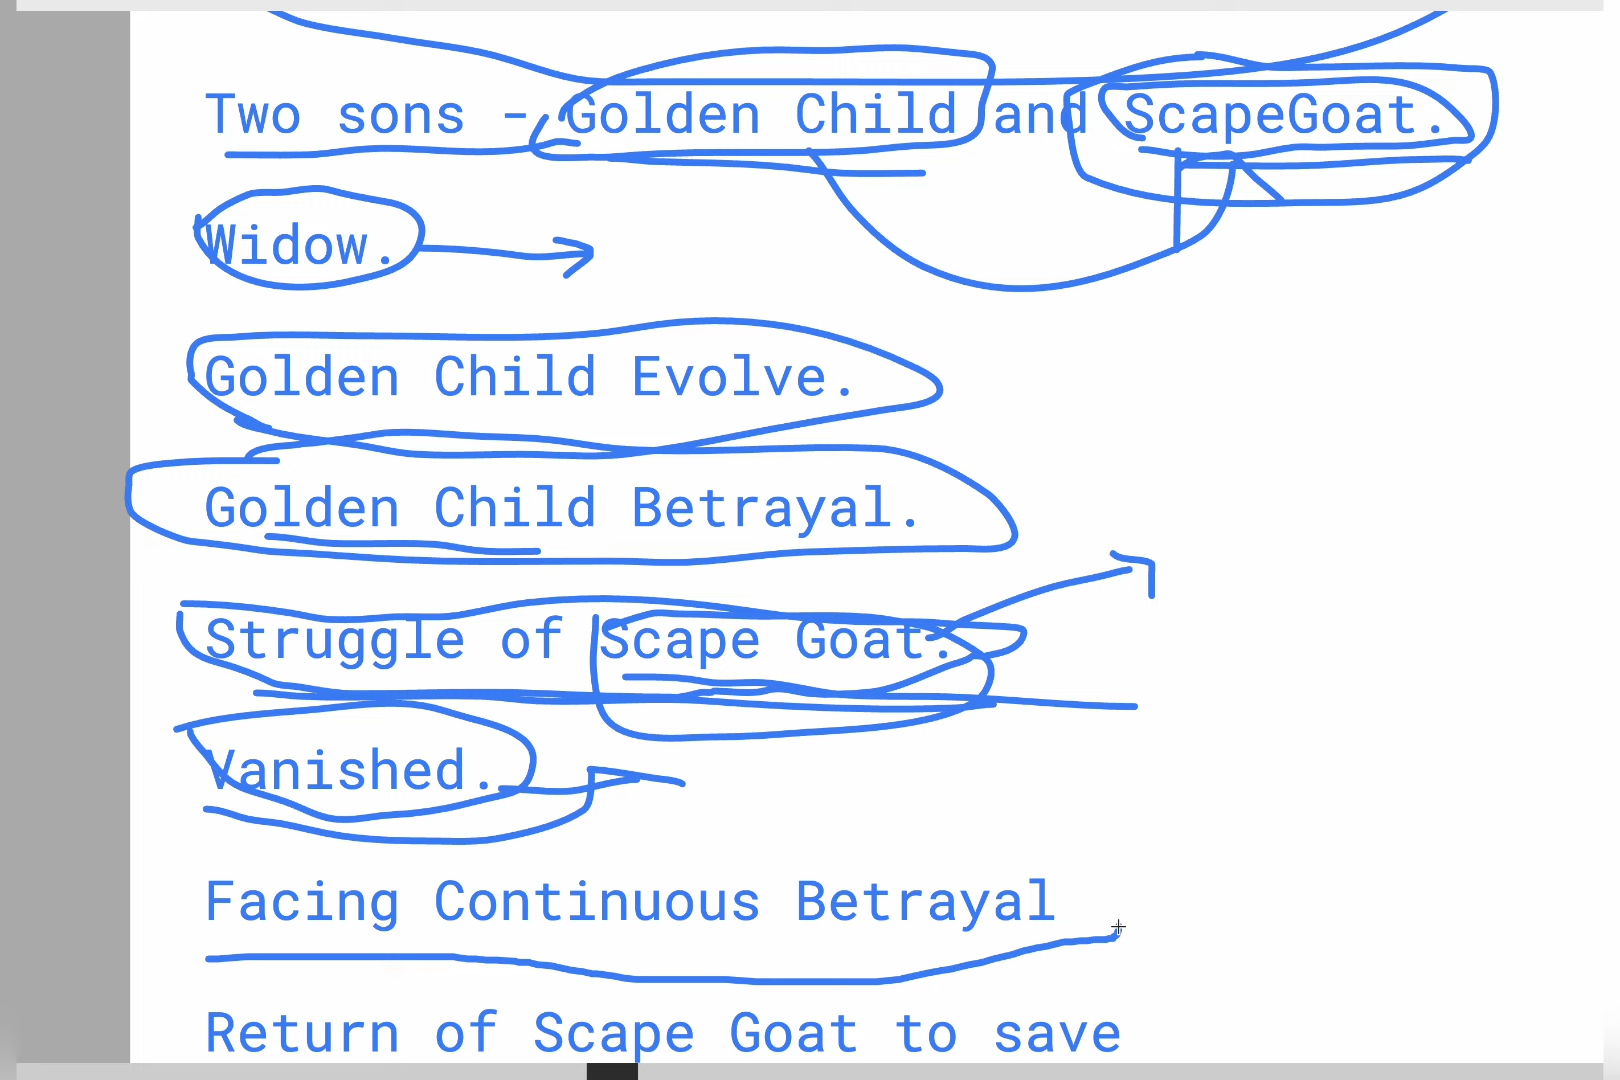 Two sons - Golden Child and ScapeGoat.
Widow.
Golden Child Evolve.
Golden Child Betrayal.
Struggle of Scape Goat.
Vanished.
Facing Continuous Betrayal
Return of Scape Goat to save